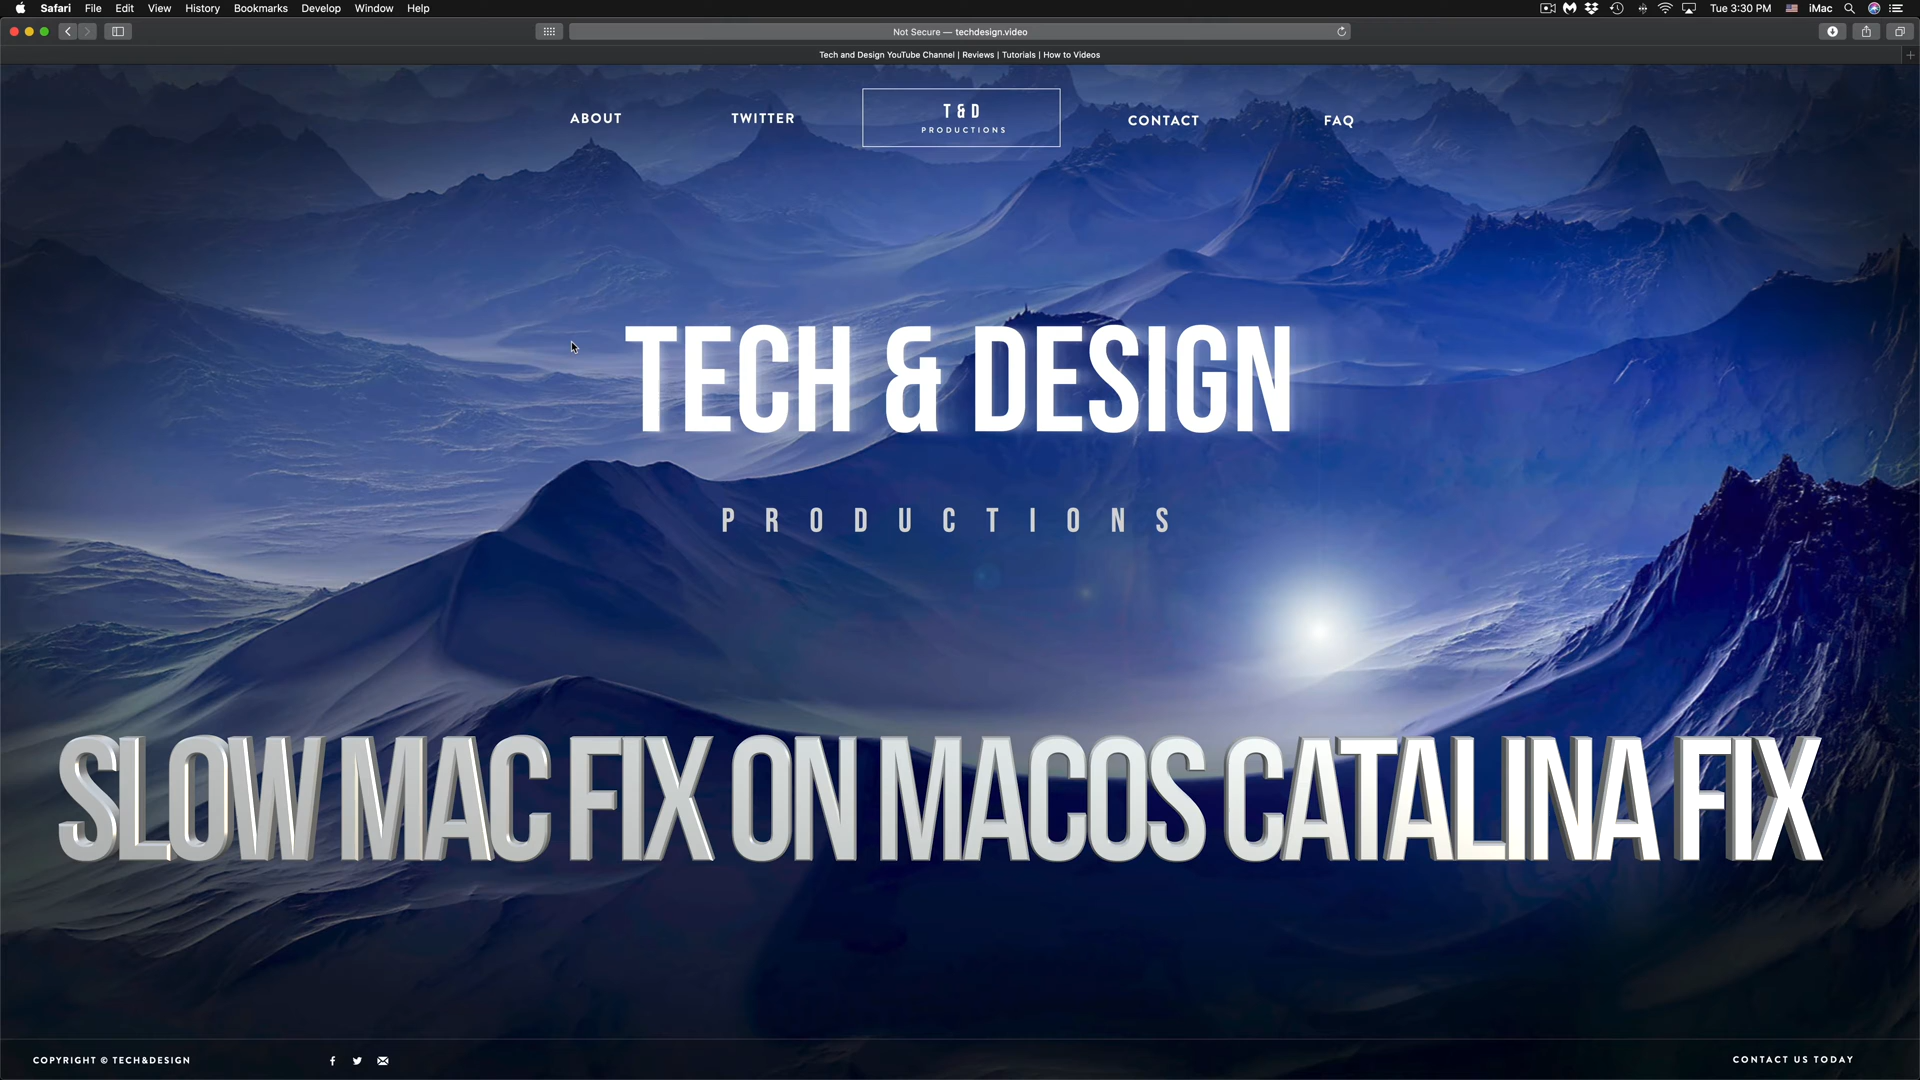 Safari File Edit View History Bookmarks Develop Window Help Tue 3:30 PM iMac
Not Secure — techdesign.video
Tech and Design YouTube Channel | Reviews | Tutorials | How to Videos
ABOUT TWITTER T&D CONTACT FAQ
PRODUCTIONS
TECH & DESIGN
PRODUCTIONS
SLOW MAC FIX ON MACOS CATALINA FIX
COPYRIGHT © TECH&DESIGN CONTACT US TODAY